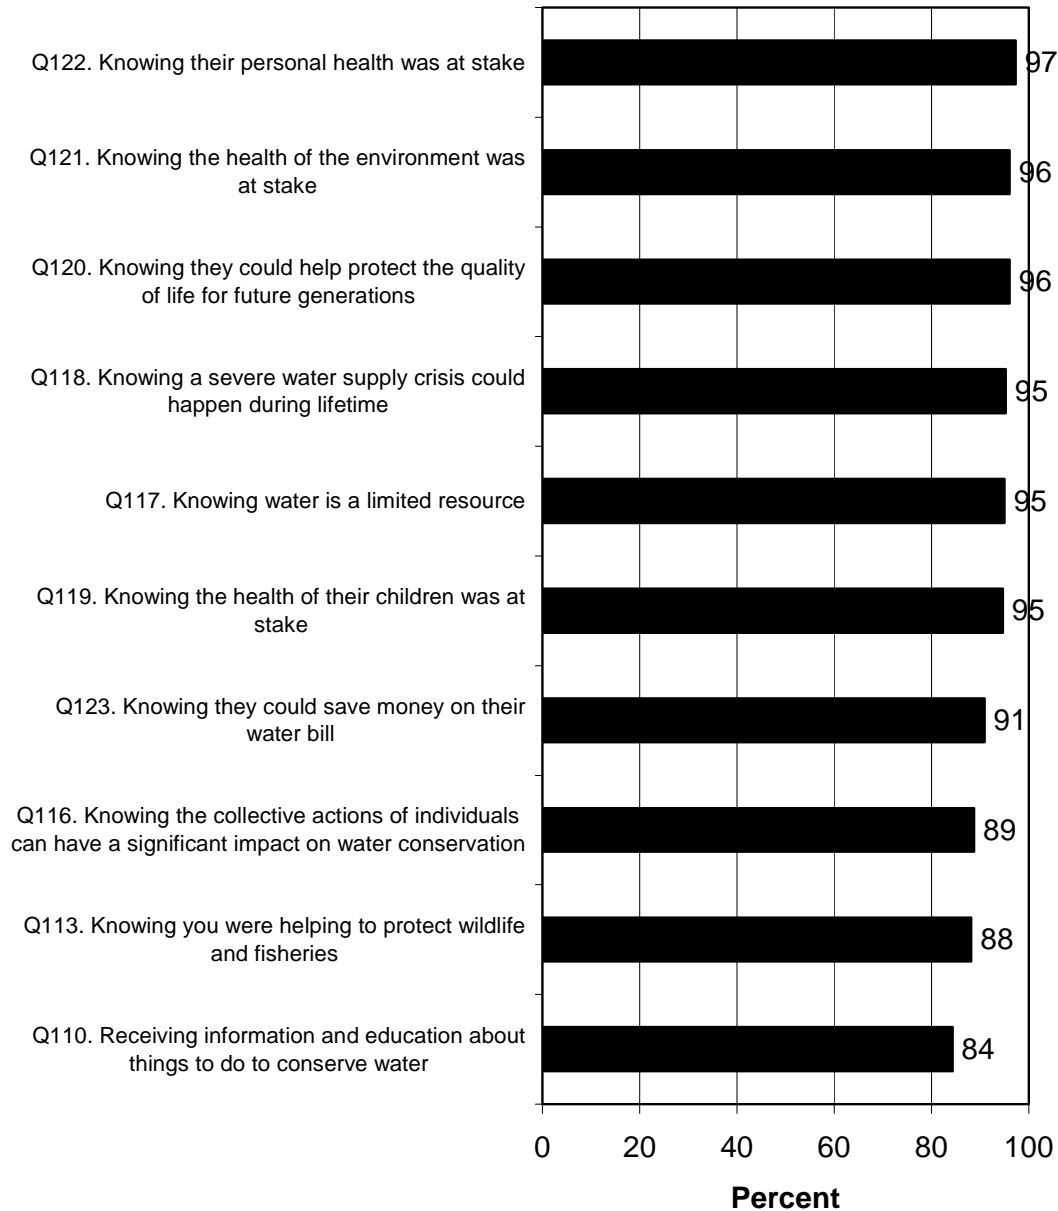 Q122. Knowing their personal health was at stake
97
Q121. Knowing the health of the environment was
at stake
96
Q120. Knowing they could help protect the quality
of life for future generations
96
Q118. Knowing a severe water supply crisis could
happen during lifetime
95
Q117. Knowing water is a limited resource
95
Q119. Knowing the health of their children was at
stake
95
Q123. Knowing they could save money on their
water bill
91
Q116. Knowing the collective actions of individuals
can have a significant impact on water conservation
89
Q113. Knowing you were helping to protect wildlife
and fisheries
88
Q110. Receiving information and education about
things to do to conserve water
84
0 20 40 60 80 100
Percent